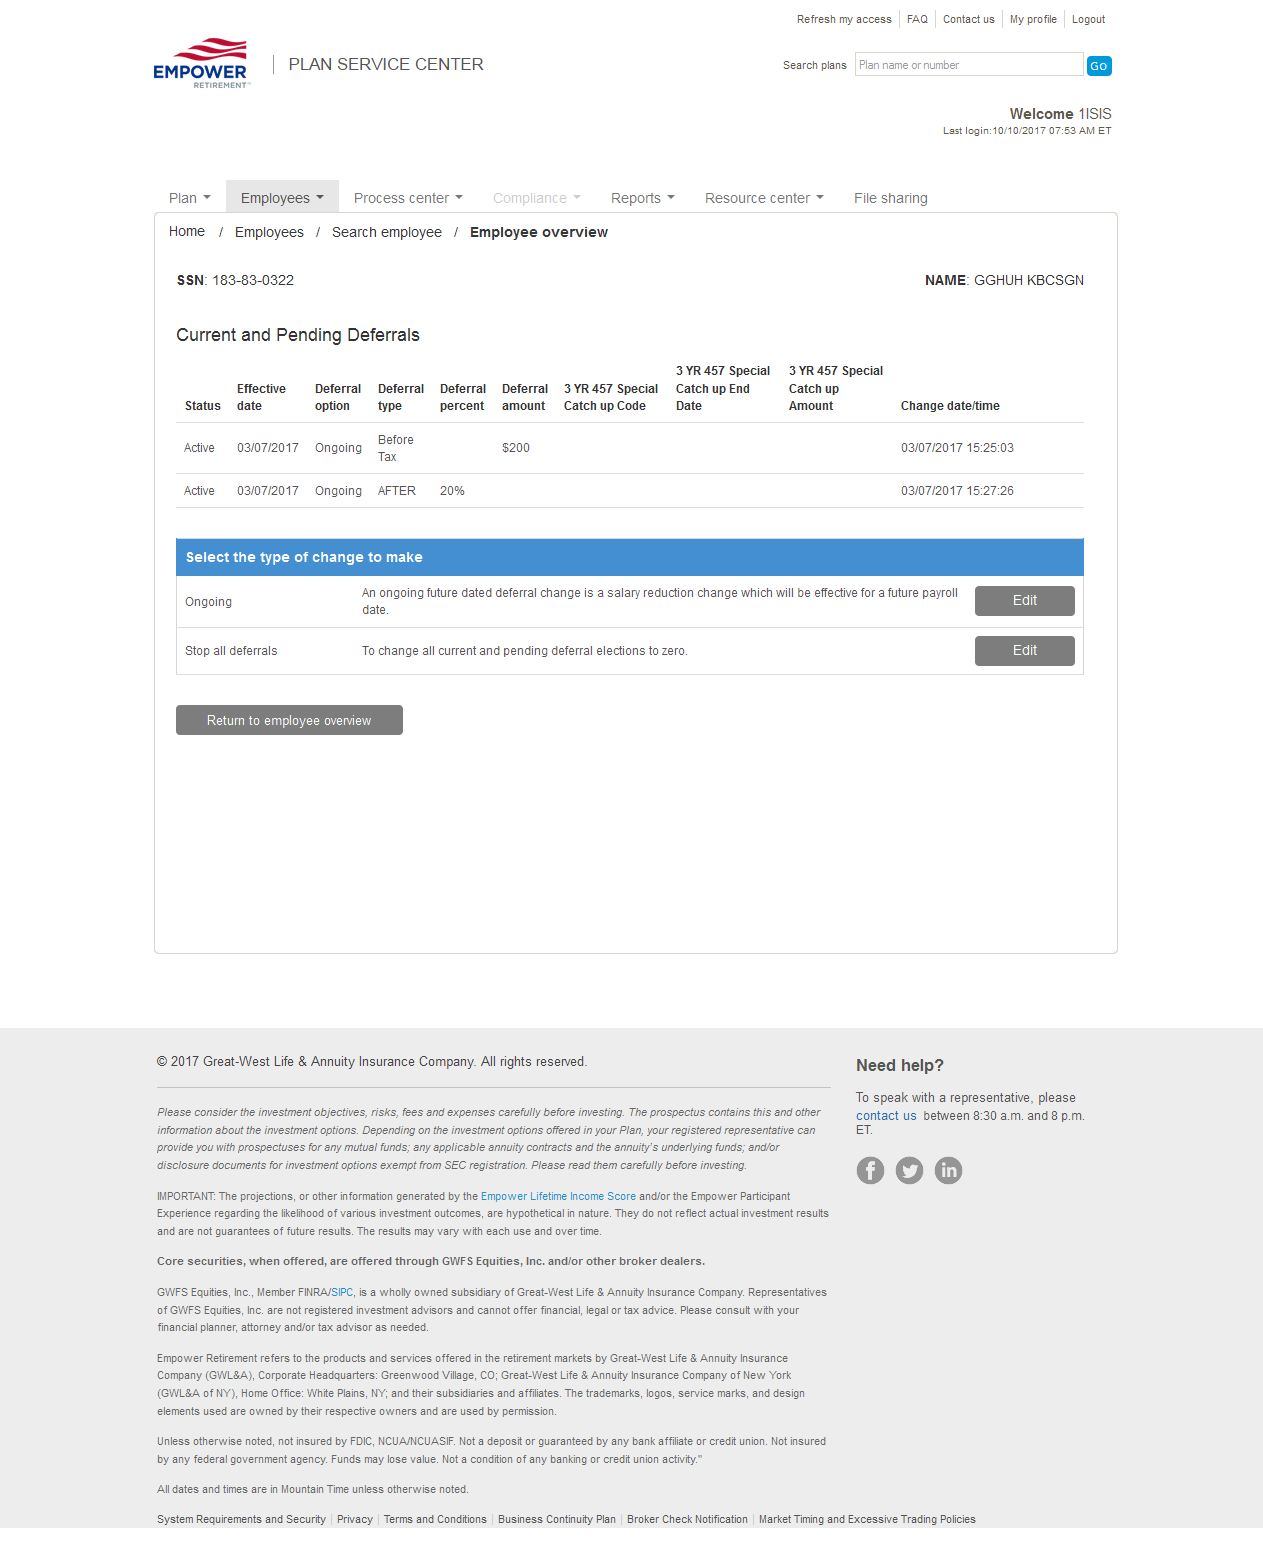 Refresh my access FAQ Contact us My profile Logout
EMPOWER
RETIREMENT™
PLAN SERVICE CENTER
Search plans Plan name or number Go
Welcome 1ISIS
Last login:10/10/2017 07:53 AM ET
Plan Employees Process center Compliance Reports Resource center File sharing
Home / Employees / Search employee / Employee overview
SSN: 183-83-0322 NAME: GGHUH KBCSGN
Current and Pending Deferrals
3 YR 457 Special 3 YR 457 Special
Effective Deferral Deferral Deferral Deferral 3 YR 457 Special Catch up End Catch up
Status date option type percent amount Catch up Code Date Amount Change date/time
Before
Active 03/07/2017 Ongoing $200 03/07/2017 15:25:03
Tax
Active 03/07/2017 Ongoing AFTER 20% 03/07/2017 15:27:26
Select the type of change to make
Ongoing An ongoing future dated deferral change is a salary reduction change which will be effective for a future payroll Edit
date.
Stop all deferrals To change all current and pending deferral elections to zero. Edit
Return to employee overview
© 2017 Great-West Life & Annuity Insurance Company. All rights reserved.
Please consider the investment objectives, risks, fees and expenses carefully before investing. The prospectus contains this and other
information about the investment options. Depending on the investment options offered in your Plan, your registered representative can
provide you with prospectuses for any mutual funds; any applicable annuity contracts and the annuity's underlying funds; and/or
disclosure documents for investment options exempt from SEC registration. Please read them carefully before investing.
IMPORTANT: The projections, or other information generated by the Empower Lifetime Income Score and/or the Empower Participant
Experience regarding the likelihood of various investment outcomes, are hypothetical in nature. They do not reflect actual investment results
and are not guarantees of future results. The results may vary with each use and over time.
Core securities, when offered, are offered through GWFS Equities, Inc. and/or other broker dealers.
GWFS Equities, Inc., Member FINRA/SIPC, is a wholly owned subsidiary of Great-West Life & Annuity Insurance Company. Representatives
of GWFS Equities, Inc. are not registered investment advisors and cannot offer financial, legal or tax advice. Please consult with your
financial planner, attorney and/or tax advisor as needed.
Empower Retirement refers to the products and services offered in the retirement markets by Great-West Life & Annuity Insurance
Company (GWL&A), Corporate Headquarters: Greenwood Village, CO; Great-West Life & Annuity Insurance Company of New York
(GWL&A of NY), Home Office: White Plains, NY; and their subsidiaries and affiliates. The trademarks, logos, service marks, and design
elements used are owned by their respective owners and are used by permission.
Unless otherwise noted, not insured by FDIC, NCUA/NCUASIF. Not a deposit or guaranteed by any bank affiliate or credit union. Not insured
by any federal government agency. Funds may lose value. Not a condition of any banking or credit union activity."
All dates and times are in Mountain Time unless otherwise noted.
System Requirements and Security Privacy Terms and Conditions Business Continuity Plan Broker Check Notification Market Timing and Excessive Trading Policies
Need help?
To speak with a representative, please
contact us between 8:30 a.m. and 8 p.m.
ET.